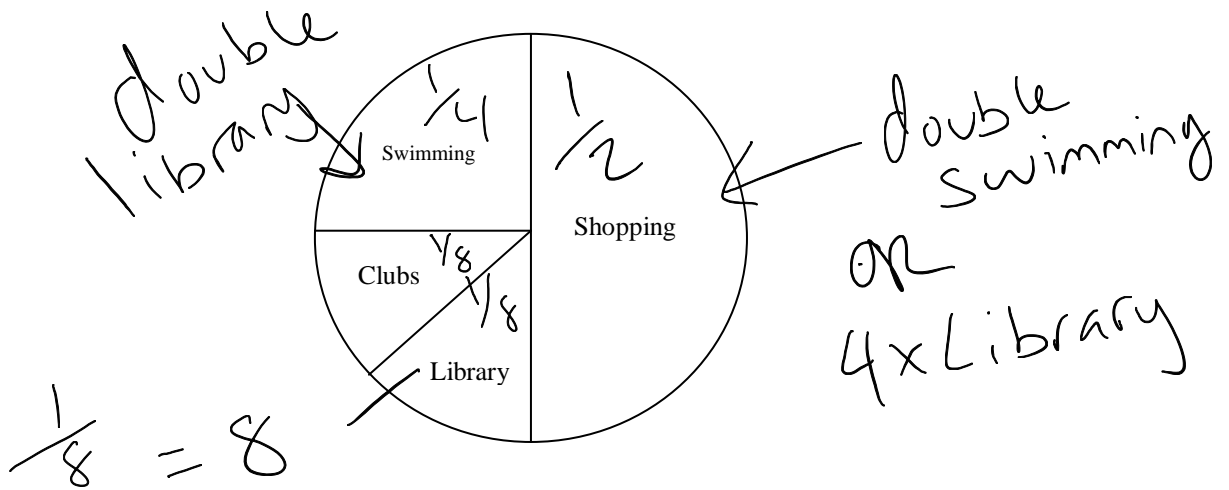 double
library
1/4
Swimming
1/2
Shopping
double
swimming
OR
4xLibrary
Clubs
1/8
1/8
Library
1/8 = 8